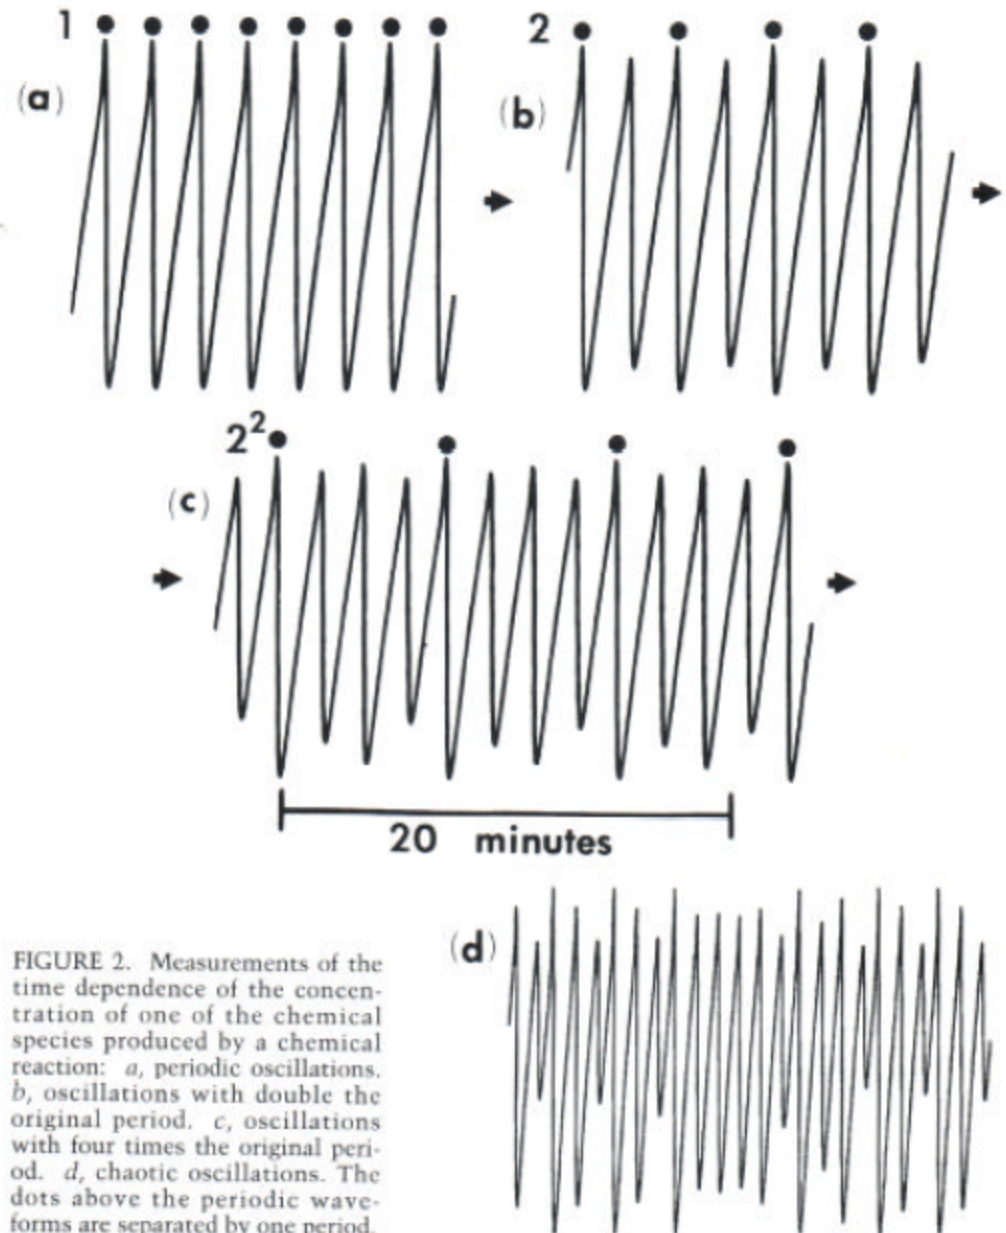 1
(a)
2
(b)
2²
(c)
20 minutes
(d)
FIGURE 2. Measurements of the
time dependence of the concen-
tration of one of the chemical
species produced by a chemical
reaction: a, periodic oscillations.
b, oscillations with double the
original period. c, oscillations
with four times the original peri-
od. d, chaotic oscillations. The
dots above the periodic wave-
forms are separated by one period.